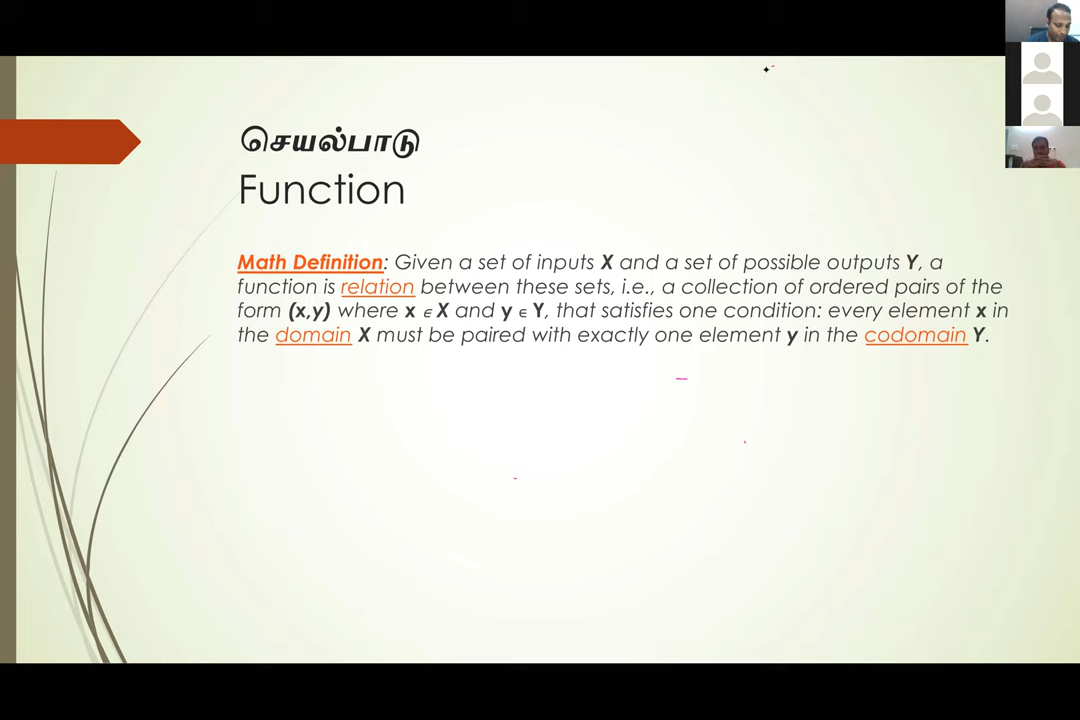 செயல்பாடு
Function
Math Definition: Given a set of inputs X and a set of possible outputs Y, a
function is relation between these sets, i.e., a collection of ordered pairs of the
form (x,y) where x ϵ X and y ϵ Y, that satisfies one condition: every element x in
the domain X must be paired with exactly one element y in the codomain Y.